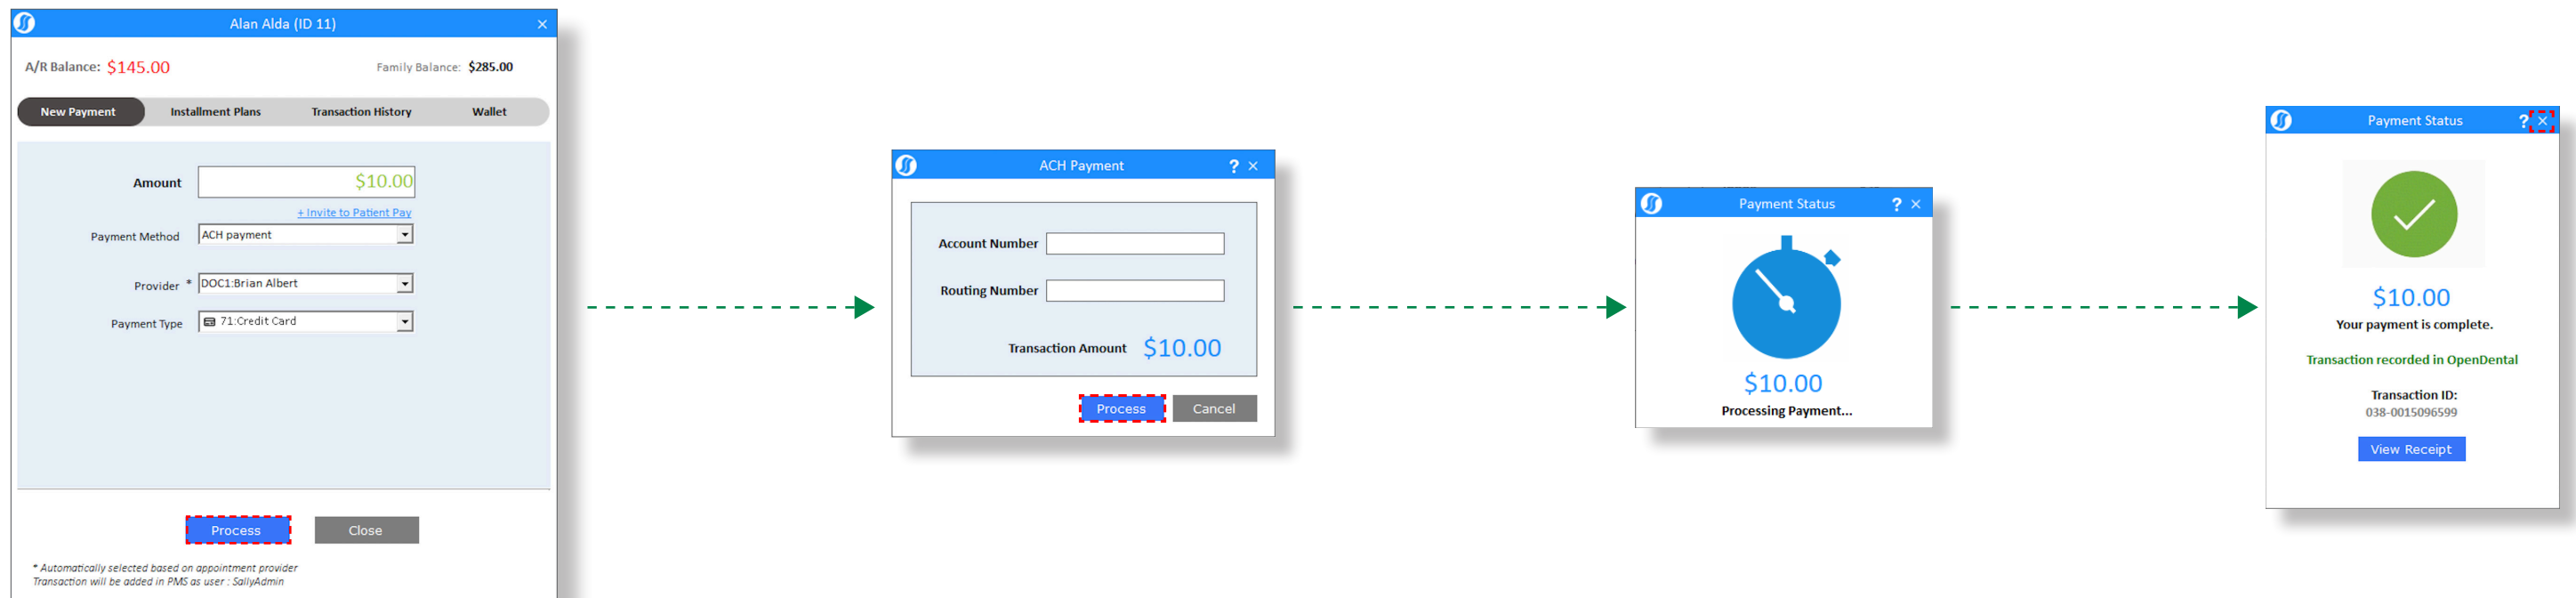 Alan Alda (ID 11)
A/R Balance: $145.00 Family Balance: $285.00
New Payment Installment Plans Transaction History Wallet
Amount $10.00
+ Invite to Patient Pay
Payment Method ACH payment
Provider * DOC1:Brian Albert
Payment Type 71:Credit Card
Process Close
* Automatically selected based on appointment provider
Transaction will be added in PMS as user : SallyAdmin
ACH Payment ?
Account Number
Routing Number
Transaction Amount $10.00
Process Cancel
Payment Status ?
$10.00
Processing Payment...
Payment Status ?
$10.00
Your payment is complete.
Transaction recorded in OpenDental
Transaction ID:
038-0015096599
View Receipt